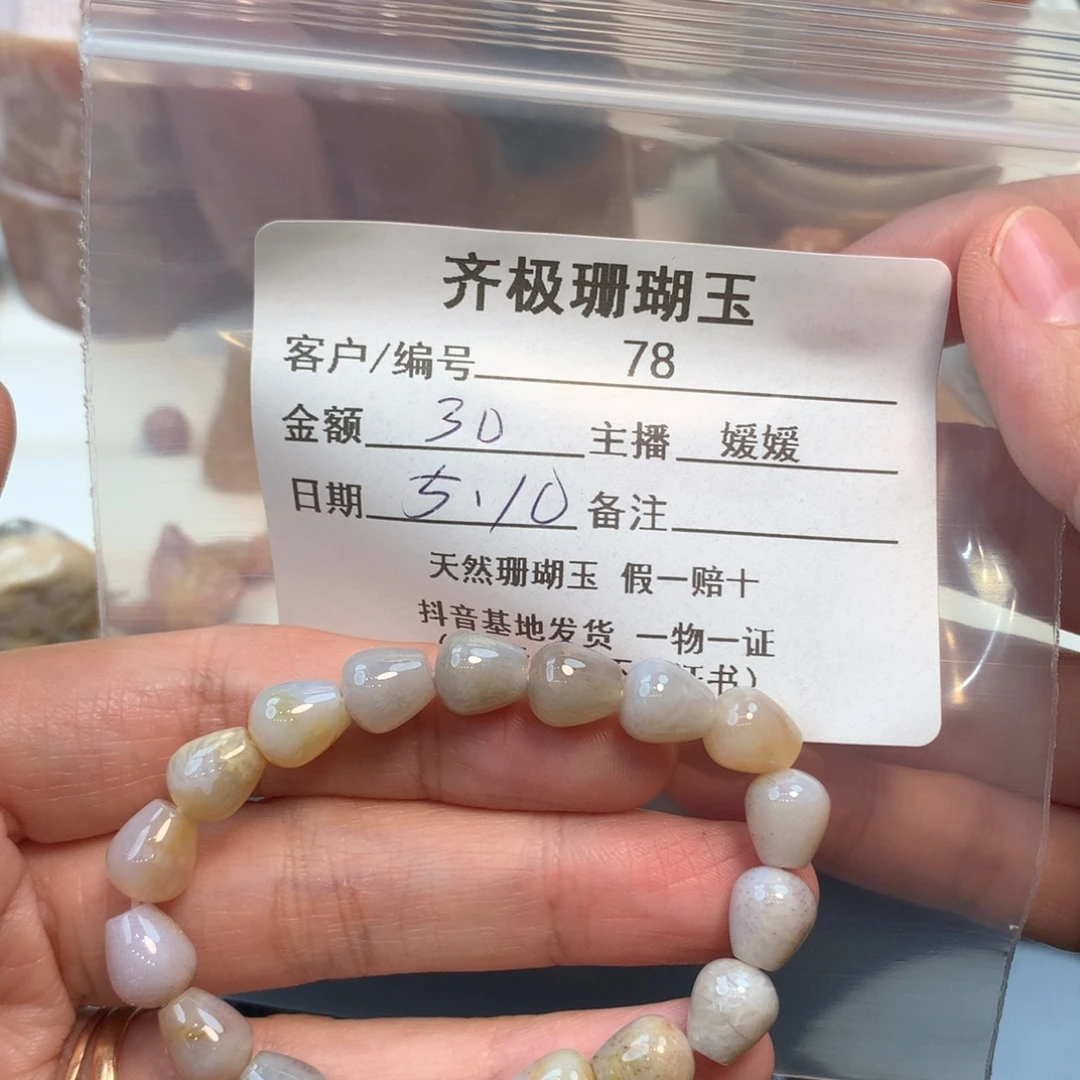 齐极珊瑚玉
客户/编号 78
金额 30 主播 媛媛
日期 5.10 备注
天然珊瑚玉 假一赔十
抖音基地发货 一物一证
证书）